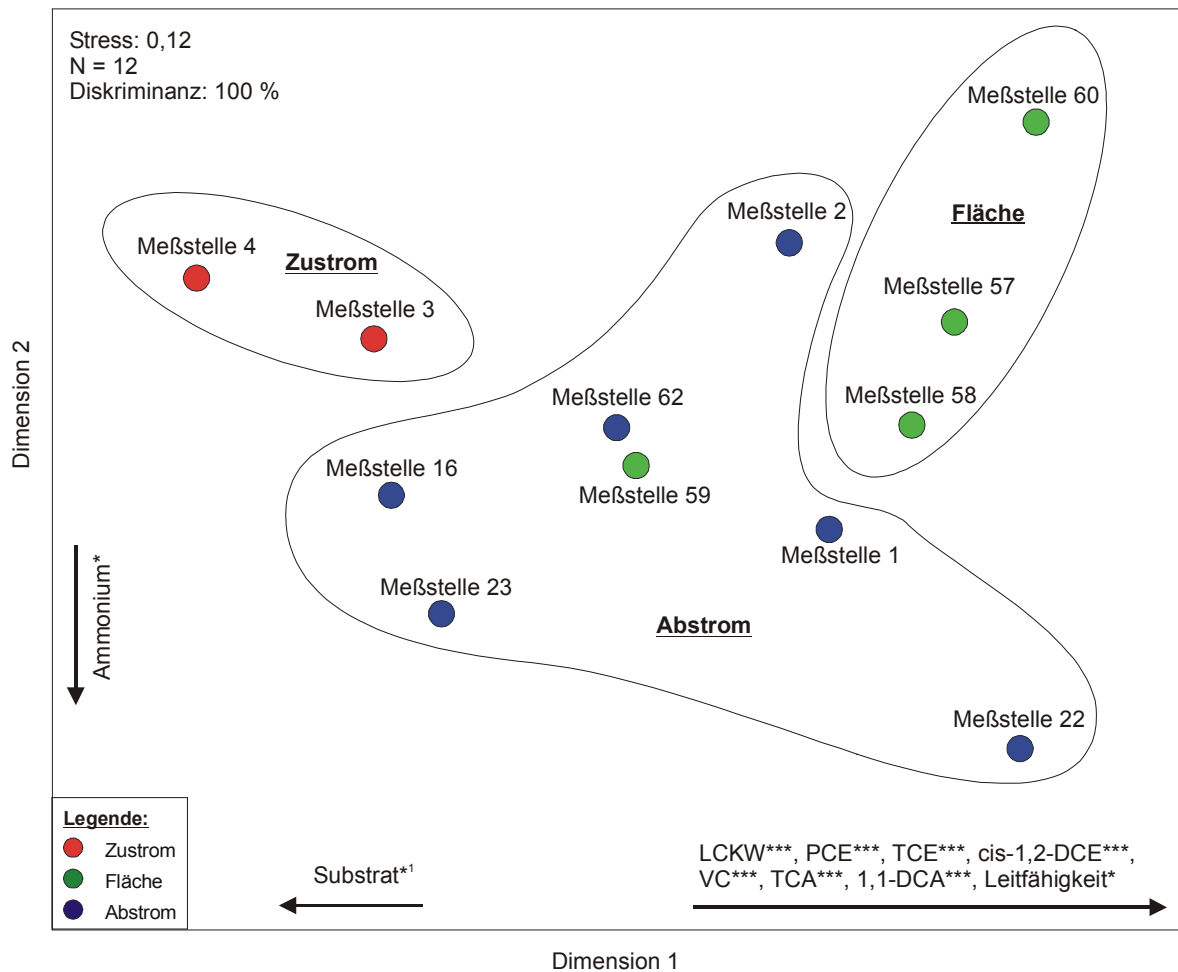 Stress: 0,12
N = 12
Diskriminanz: 100 %
Meßstelle 60
Meßstelle 2
Fläche
Meßstelle 4
Zustrom
Meßstelle 57
Meßstelle 3
Meßstelle 58
Meßstelle 62
Meßstelle 16
Meßstelle 59
Meßstelle 1
Meßstelle 23
Abstrom
Meßstelle 22
Dimension 2
Ammonium*
Legende:
Zustrom
Fläche
Abstrom
Substrat*¹
LCKW***, PCE***, TCE***, cis-1,2-DCE***,
VC***, TCA***, 1,1-DCA***, Leitfähigkeit*
Dimension 1